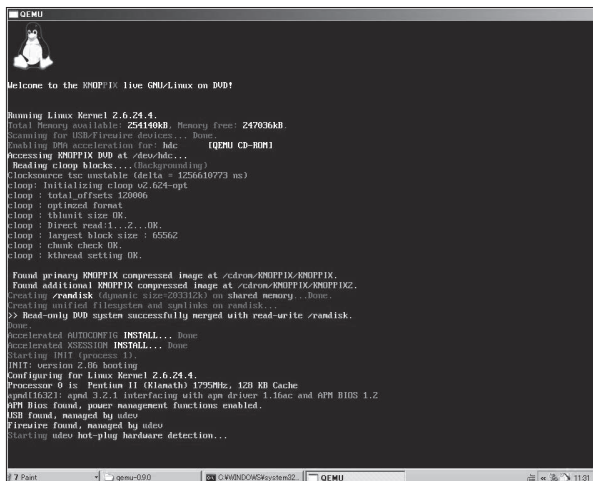 QEMU
Welcome to the KNOPPIX live GNU/Linux on DVD!
Running Linux Kernel 2.6.24.4.
Total Memory available: 254140kB, Memory free: 247036kB.
Scanning for USB/Firewire devices... Done.
Enabling DMA acceleration for: hdc [QEMU CD-ROM]
Accessing KNOPPIX DVD at /dev/hdc...
Reading cloop blocks....(Backgrounding)
Clocksource tsc unstable (delta = 1256610773 ns)
cloop: Initializing cloop v2.624-opt
cloop : total_offsets 120006
cloop : optimzed format
cloop : tblunit size OK.
cloop : Direct read:1...2...OK.
cloop : largest block size : 65562
cloop : chunk check OK.
cloop : kthread setting OK.
Found primary KNOPPIX compressed image at /cdrom/KNOPPIX/KNOPPIX.
Found additional KNOPPIX compressed image at /cdrom/KNOPPIX/KNOPPIX2.
Creating /ramdisk (dynamic size=203312k) on shared memory...Done.
Creating unified filesystem and symlinks on ramdisk...
>> Read-only DVD system successfully merged with read-write /ramdisk.
Done.
Accelerated AUTOCONFIG INSTALL... Done
Accelerated XSESSION INSTALL... Done
Starting INIT (process 1).
INIT: version 2.86 booting
Configuring for Linux Kernel 2.6.24.4.
Processor 0 is Pentium II (Klamath) 1795MHz, 128 KB Cache
apmd[1632]: apmd 3.2.1 interfacing with apm driver 1.16ac and APM BIOS 1.2
APM Bios found, power management functions enabled.
USB found, managed by udev
Firewire found, managed by udev
Starting udev hot-plug hardware detection...
7 Paint qemu-0.9.0 C:¥WINDOWS¥system32... QEMU 11:31